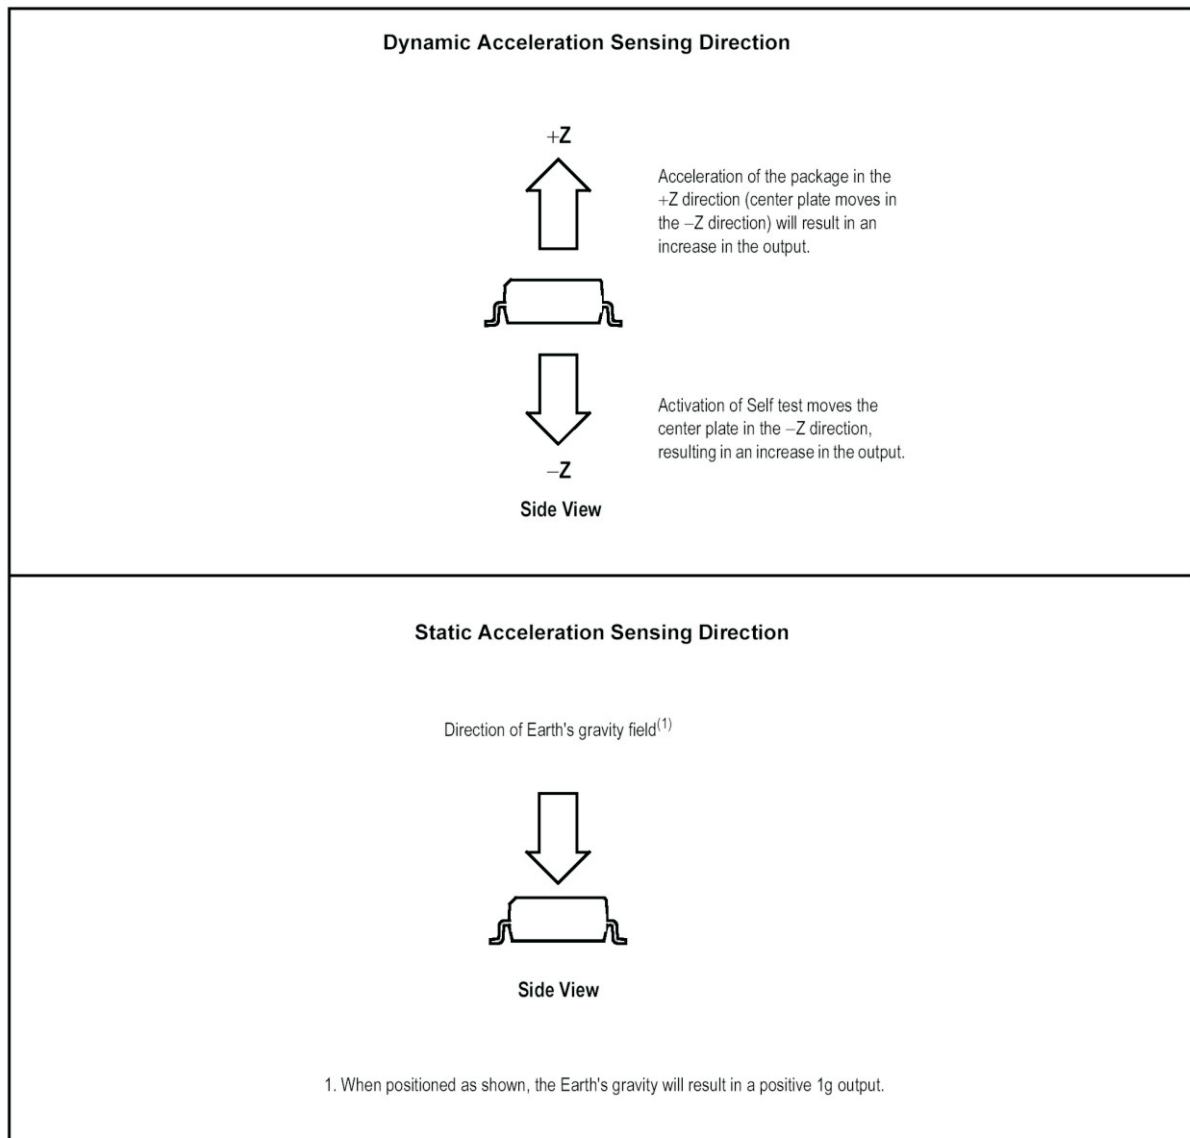 Dynamic Acceleration Sensing Direction
+Z
Acceleration of the package in the
+Z direction (center plate moves in
the –Z direction) will result in an
increase in the output.
Activation of Self test moves the
center plate in the –Z direction,
resulting in an increase in the output.
–Z
Side View
Static Acceleration Sensing Direction
Direction of Earth's gravity field(1)
Side View
1. When positioned as shown, the Earth's gravity will result in a positive 1g output.